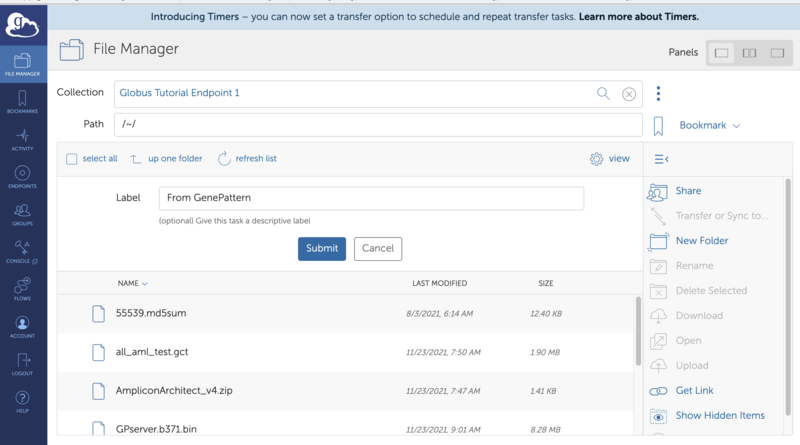 Introducing Timers – you can now set a transfer option to schedule and repeat transfer tasks. Learn more about Timers.
g
File Manager
Panels
FILE MANAGER
Collection
Globus Tutorial Endpoint 1
BOOKMARKS
Path
/~/
Bookmark
ACTIVITY
select all up one folder refresh list view
ENDPOINTS
Label
From GenePattern
(optional) Give this task a descriptive label
Submit Cancel
GROUPS
CONSOLE
FLOWS
ACCOUNT
LOGOUT
HELP
NAME LAST MODIFIED SIZE
55539.md5sum 8/3/2021, 6:14 AM 12.40 KB
all_aml_test.gct 11/23/2021, 7:50 AM 1.90 MB
AmpliconArchitect_v4.zip 11/23/2021, 7:47 AM 1.41 KB
GPserver.b371.bin 11/23/2021, 9:01 AM 8.28 MB
Share
Transfer or Sync to...
New Folder
Rename
Delete Selected
Download
Open
Upload
Get Link
Show Hidden Items